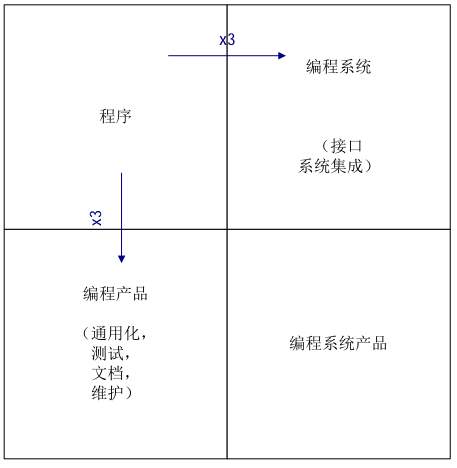 x3
编程系统
程序
（接口
系统集成）
x3
编程产品
（通用化，
测试，
文档，
维护）
编程系统产品